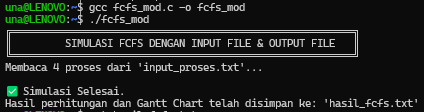 una@LENOVO:~$ gcc fcfs_mod.c -o fcfs_mod
una@LENOVO:~$ ./fcfs_mod
SIMULASI FCFS DENGAN INPUT FILE & OUTPUT FILE
Membaca 4 proses dari 'input_proses.txt'...
✅ Simulasi Selesai.
Hasil perhitungan dan Gantt Chart telah disimpan ke: 'hasil_fcfs.txt'